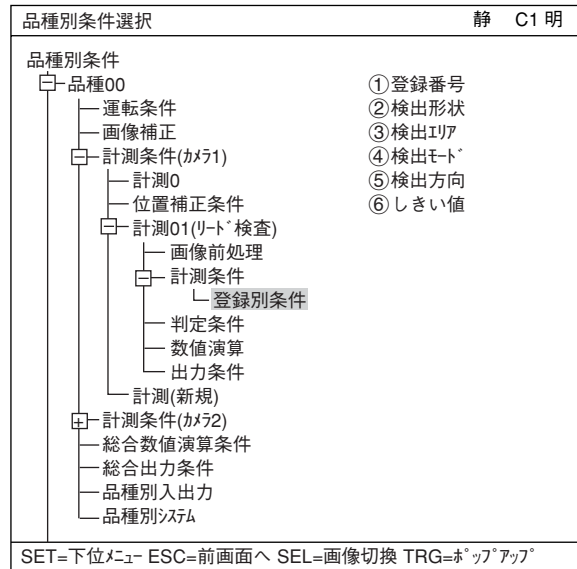 品種別条件選択 静 C1 明
品種別条件
品種00
運転条件
画像補正
計測条件(ｶﾒﾗ1)
計測0
位置補正条件
計測01(ﾘｰﾄﾞ検査)
画像前処理
計測条件
登録別条件
判定条件
数値演算
出力条件
計測(新規)
計測条件(ｶﾒﾗ2)
総合数値演算条件
総合出力条件
品種別入出力
品種別ｼｽﾃﾑ
①登録番号
②検出形状
③検出ｴﾘｱ
④検出ﾓｰﾄﾞ
⑤検出方向
⑥しきい値
SET=下位ﾒﾆｭｰ ESC=前画面へ SEL=画像切換 TRG=ﾎﾟｯﾌﾟｱｯﾌﾟ